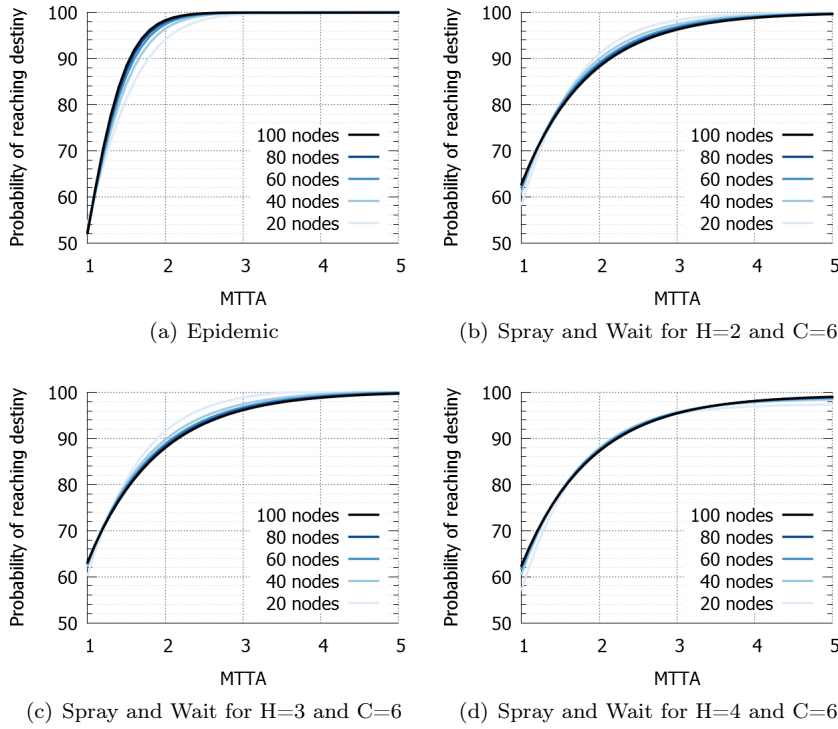 Probability of reaching destiny
100
90
80
70
60
50
100 nodes
80 nodes
60 nodes
40 nodes
20 nodes
1 2 3 4 5
MTTA
(a) Epidemic
Probability of reaching destiny
100
90
80
70
60
50
100 nodes
80 nodes
60 nodes
40 nodes
20 nodes
1 2 3 4 5
MTTA
(b) Spray and Wait for H=2 and C=6
Probability of reaching destiny
100
90
80
70
60
50
100 nodes
80 nodes
60 nodes
40 nodes
20 nodes
1 2 3 4 5
MTTA
(c) Spray and Wait for H=3 and C=6
Probability of reaching destiny
100
90
80
70
60
50
100 nodes
80 nodes
60 nodes
40 nodes
20 nodes
1 2 3 4 5
MTTA
(d) Spray and Wait for H=4 and C=6